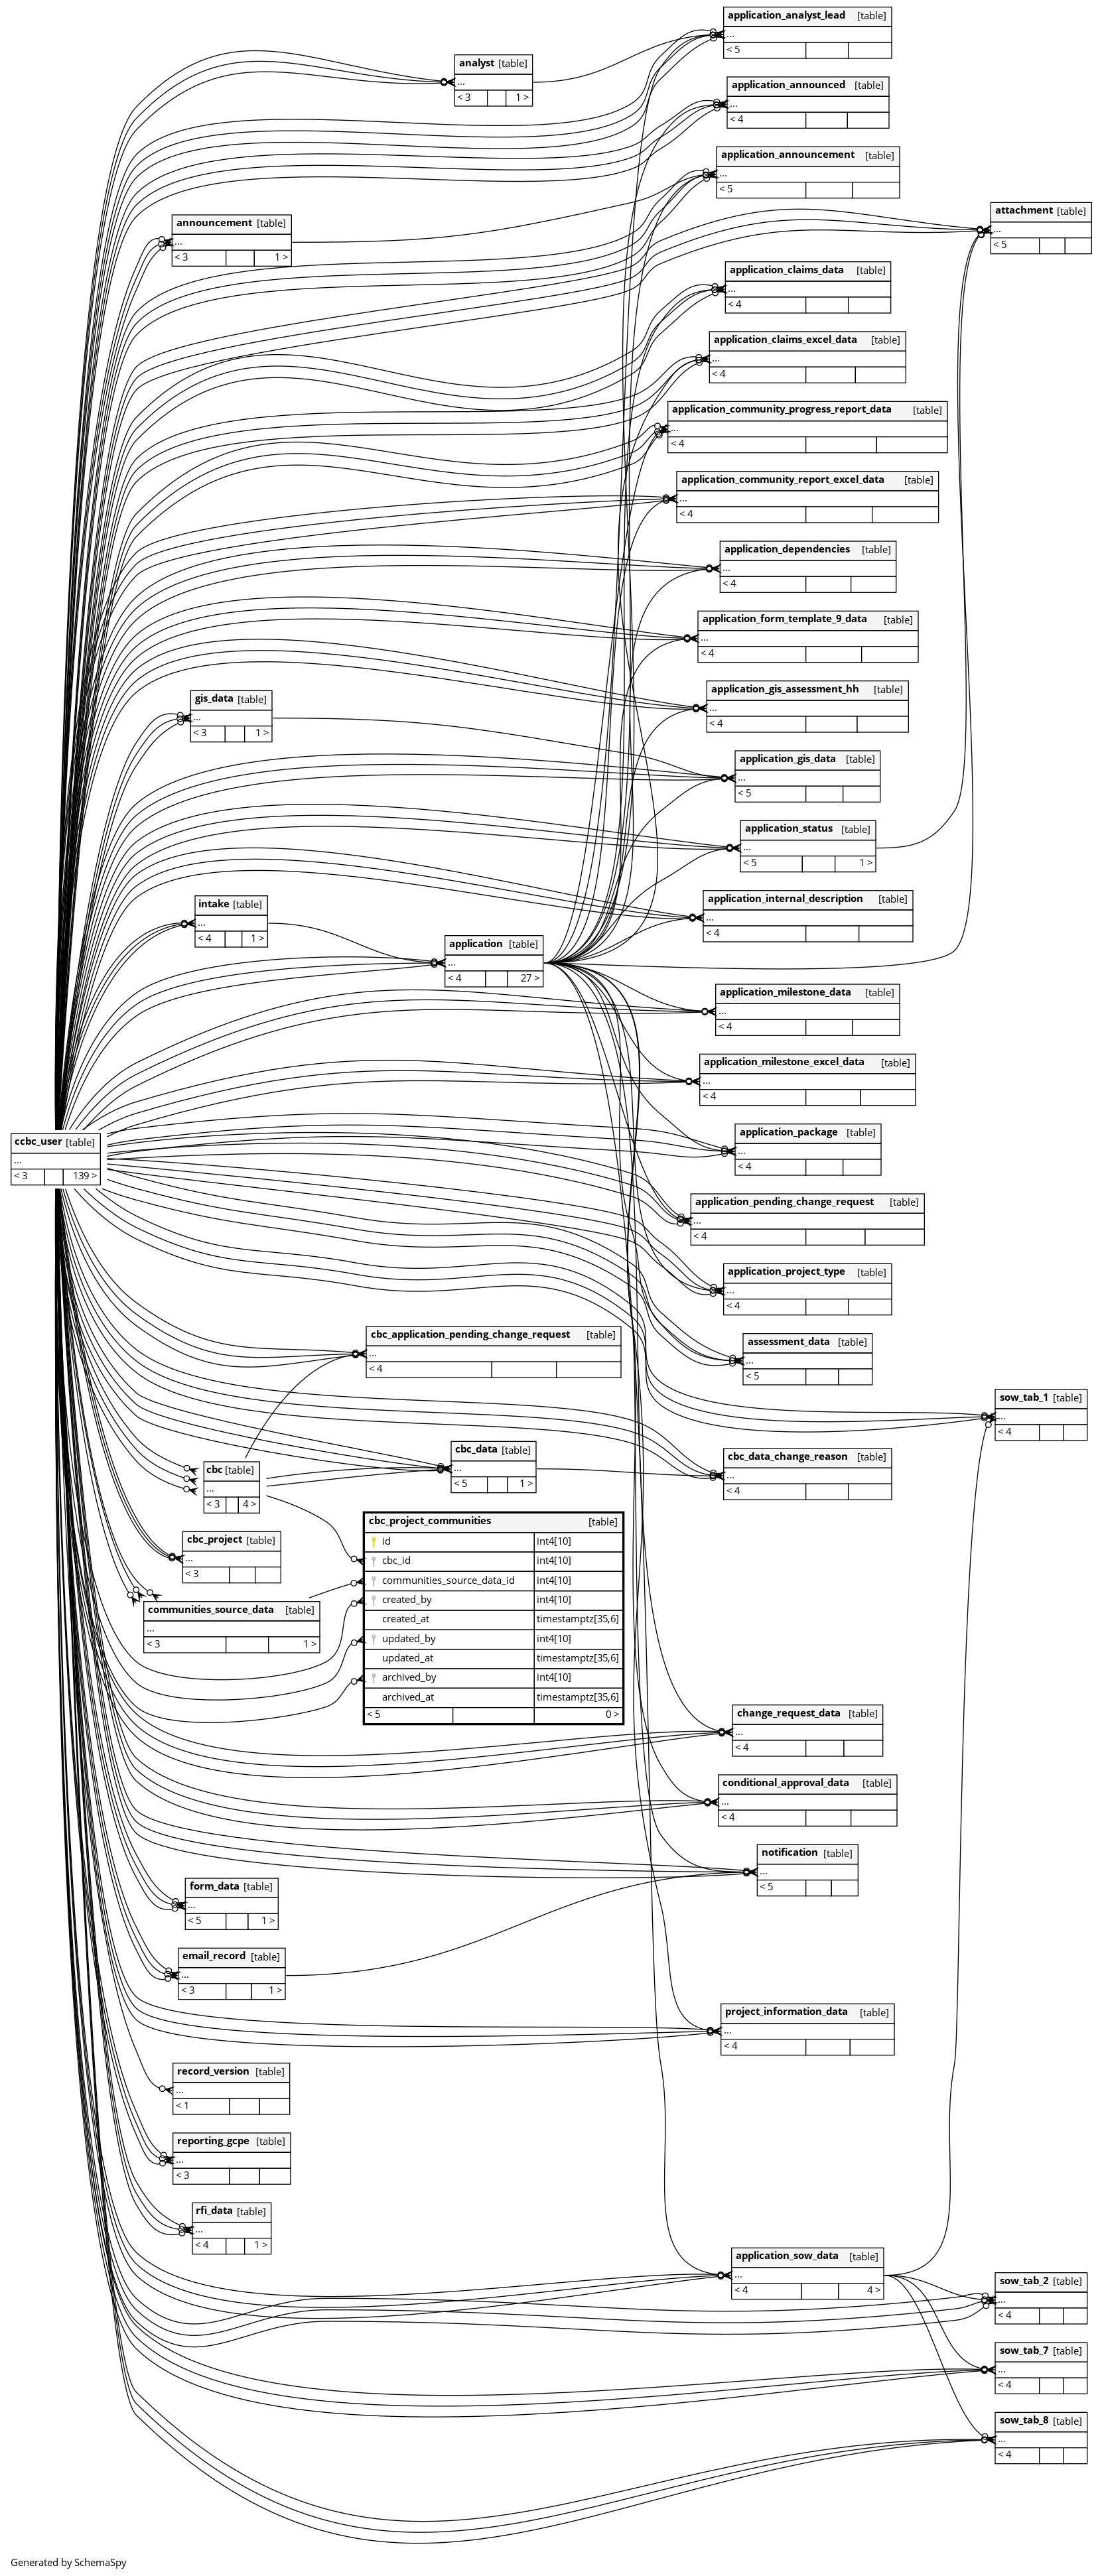 application_analyst_lead [table]
...
< 5
analyst [table]
...
< 3 1 >
application_announced [table]
...
< 4
application_announcement [table]
...
< 5
attachment [table]
...
< 5
announcement [table]
...
< 3 1 >
application_claims_data [table]
...
< 4
application_claims_excel_data [table]
...
< 4
application_community_progress_report_data [table]
...
< 4
application_community_report_excel_data [table]
...
< 4
application_dependencies [table]
...
< 4
application_form_template_9_data [table]
...
< 4
application_gis_assessment_hh [table]
...
< 4
gis_data [table]
...
< 3 1 >
application_gis_data [table]
...
< 5
application_status [table]
...
< 5 1 >
application_internal_description [table]
...
< 4
intake [table]
...
< 4 1 >
application [table]
...
< 4 27 >
application_milestone_data [table]
...
< 4
application_milestone_excel_data [table]
...
< 4
application_package [table]
...
< 4
ccbc_user [table]
...
< 3 139 >
application_pending_change_request [table]
...
< 4
application_project_type [table]
...
< 4
cbc_application_pending_change_request [table]
...
< 4
assessment_data [table]
...
< 5
sow_tab_1 [table]
...
< 4
cbc_data [table]
...
< 5 1 >
cbc_data_change_reason [table]
...
< 4
cbc [table]
...
< 3 4 >
cbc_project_communities [table]
id int4[10]
cbc_id int4[10]
communities_source_data_id int4[10]
created_by int4[10]
created_at timestamptz[35,6]
updated_by int4[10]
updated_at timestamptz[35,6]
archived_by int4[10]
archived_at timestamptz[35,6]
< 5 0 >
cbc_project [table]
...
< 3
communities_source_data [table]
...
< 3 1 >
change_request_data [table]
...
< 4
conditional_approval_data [table]
...
< 4
notification [table]
...
< 5
form_data [table]
...
< 5 1 >
email_record [table]
...
< 3 1 >
project_information_data [table]
...
< 4
record_version [table]
...
< 1
reporting_gcpe [table]
...
< 3
rfi_data [table]
...
< 4 1 >
application_sow_data [table]
...
< 4 4 >
sow_tab_2 [table]
...
< 4
sow_tab_7 [table]
...
< 4
sow_tab_8 [table]
...
< 4
Generated by SchemaSpy